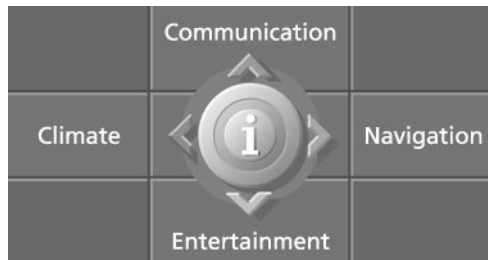 Communication
Climate
i
Navigation
Entertainment